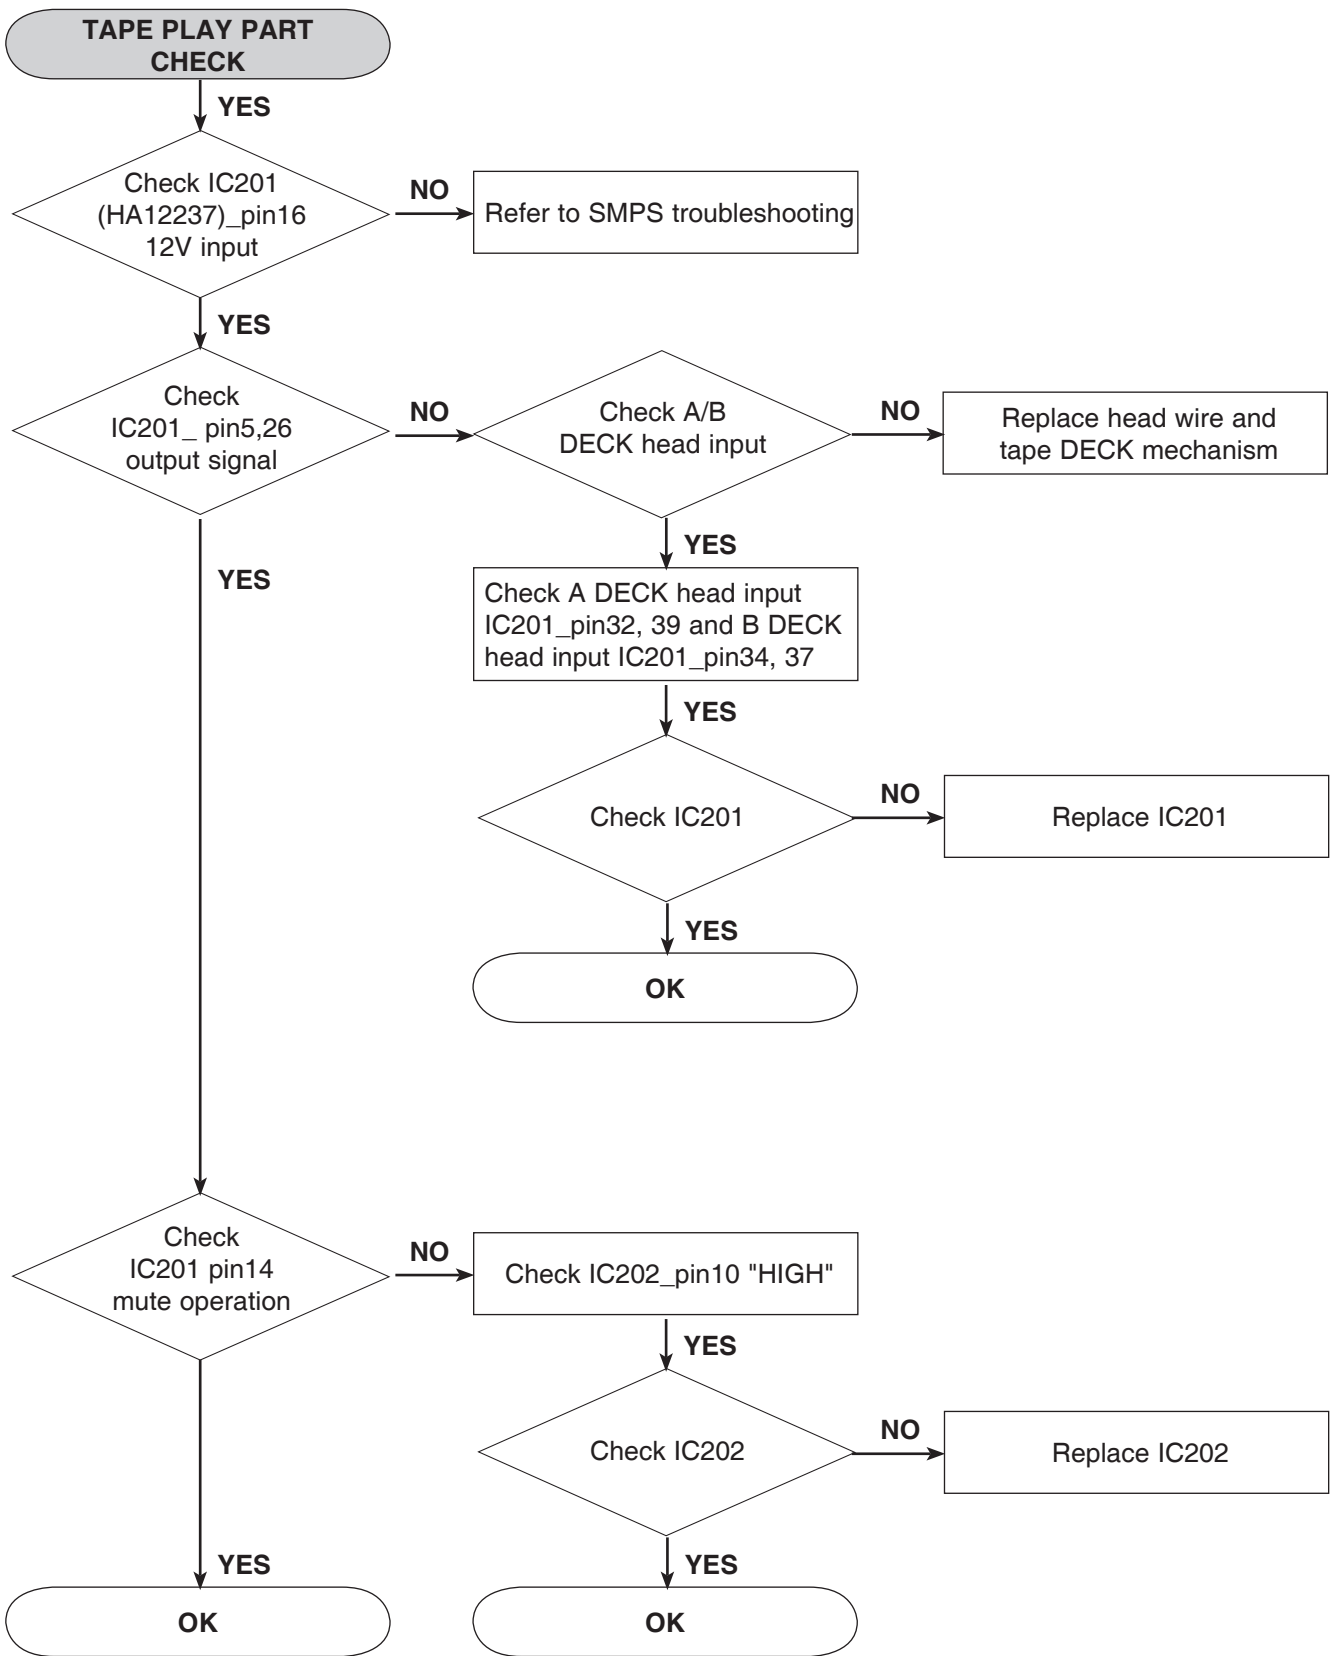 TAPE PLAY PART
CHECK
YES
Check IC201
(HA12237)_pin16
12V input
NO
Refer to SMPS troubleshooting
YES
Check
IC201_ pin5,26
output signal
NO
Check A/B
DECK head input
NO
Replace head wire and
tape DECK mechanism
YES
YES
Check A DECK head input
IC201_pin32, 39 and B DECK
head input IC201_pin34, 37
YES
Check IC201
NO
Replace IC201
YES
OK
Check
IC201 pin14
mute operation
NO
Check IC202_pin10 "HIGH"
YES
Check IC202
NO
Replace IC202
YES
YES
OK
OK